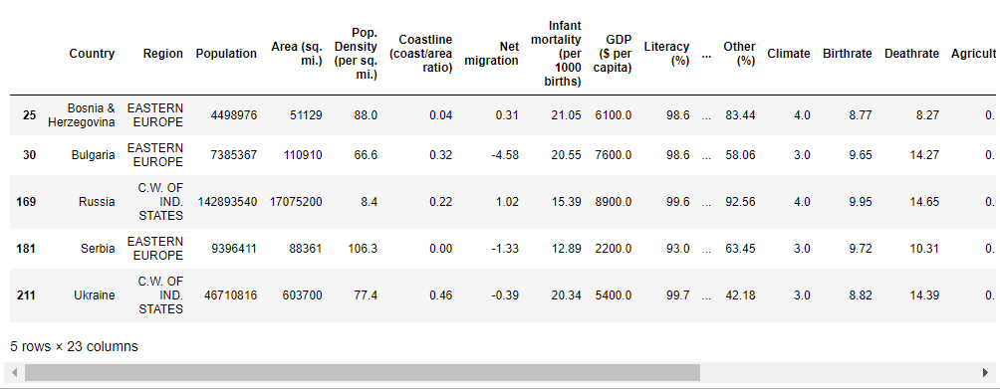 Country Region Population Area (sq. mi.) Pop. Density (per sq. mi.) Coastline (coast/area ratio) Net migration Infant mortality (per 1000 births) GDP ($ per capita) Literacy (%) ... Other (%) Climate Birthrate Deathrate Agricult
25 Bosnia & Herzegovina EASTERN EUROPE 4498976 51129 88.0 0.04 0.31 21.05 6100.0 98.6 ... 83.44 4.0 8.77 8.27 0.
30 Bulgaria EASTERN EUROPE 7385367 110910 66.6 0.32 -4.58 20.55 7600.0 98.6 ... 58.06 3.0 9.65 14.27 0.
169 Russia C.W. OF IND. STATES 142893540 17075200 8.4 0.22 1.02 15.39 8900.0 99.6 ... 92.56 4.0 9.95 14.65 0.
181 Serbia EASTERN EUROPE 9396411 88361 106.3 0.00 -1.33 12.89 2200.0 93.0 ... 63.45 3.0 9.72 10.31 0.
211 Ukraine C.W. OF IND. STATES 46710816 603700 77.4 0.46 -0.39 20.34 5400.0 99.7 ... 42.18 3.0 8.82 14.39 0.
5 rows × 23 columns